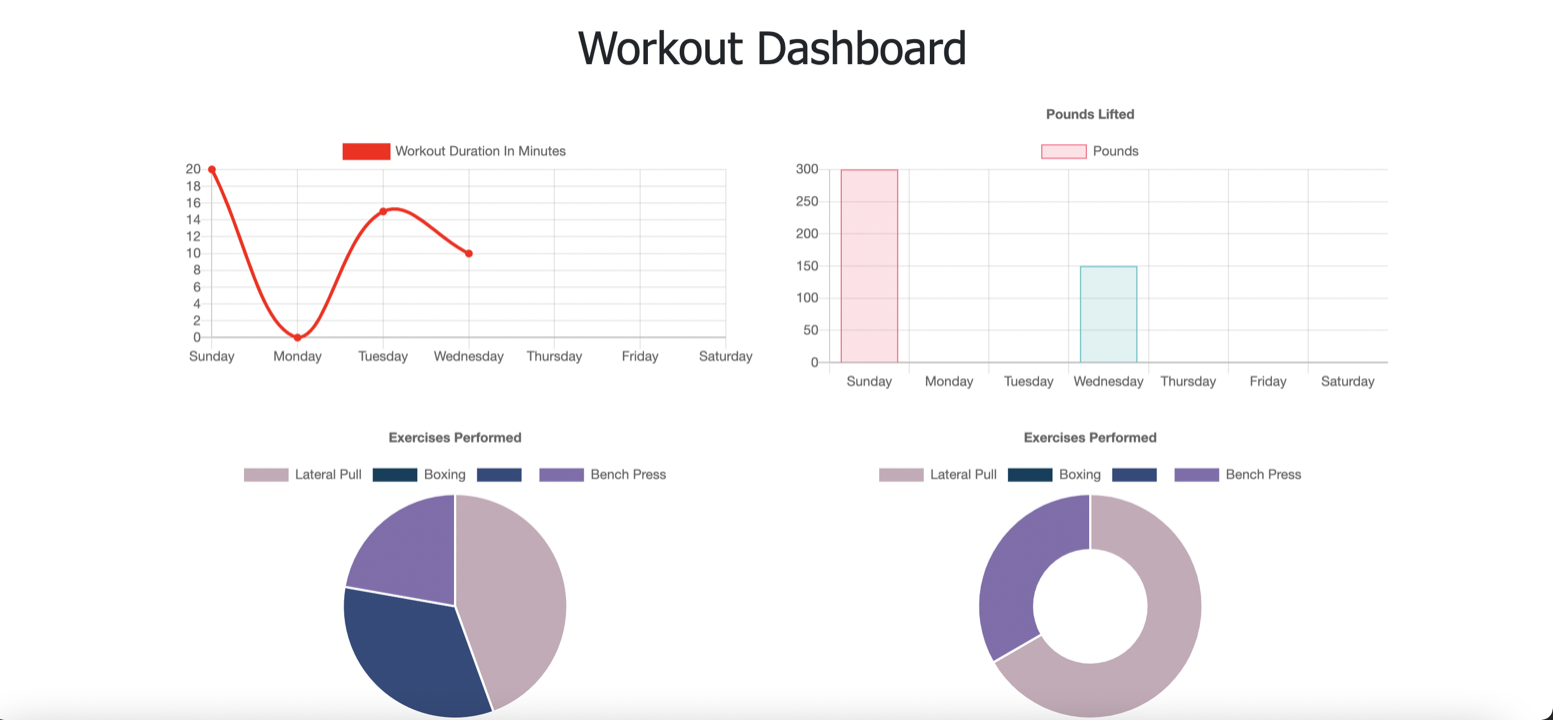 Workout Dashboard
Workout Duration In Minutes
20
18
16
14
12
10
8
6
4
2
0
Sunday Monday Tuesday Wednesday Thursday Friday Saturday
Pounds Lifted
Pounds
300
250
200
150
100
50
0
Sunday Monday Tuesday Wednesday Thursday Friday Saturday
Exercises Performed
Lateral Pull Boxing Bench Press
Exercises Performed
Lateral Pull Boxing Bench Press